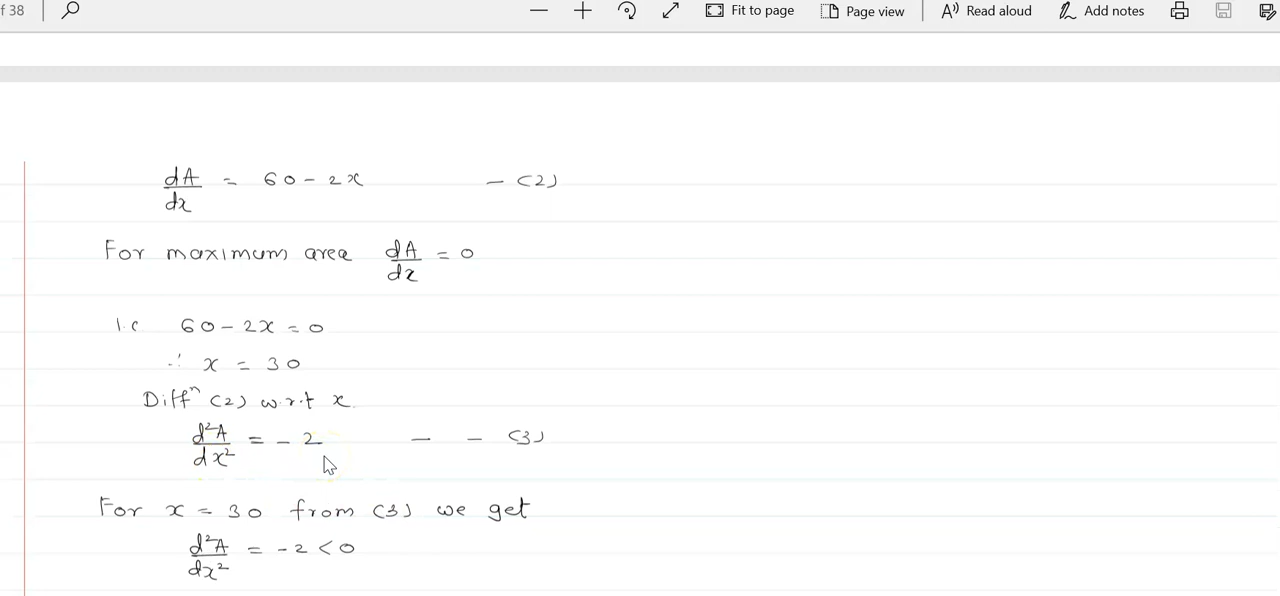 f 38 Fit to page Page view Read aloud Add notes
dA/dx = 60 - 2x - (2)
For maximum area dA/dx = 0
i.e 60 - 2x = 0
∴ x = 30
Diffⁿ (2) w.r.t x.
d²A/dx² = - 2 - - (3)
For x = 30 from (3) we get
d²A/dx² = - 2 < 0